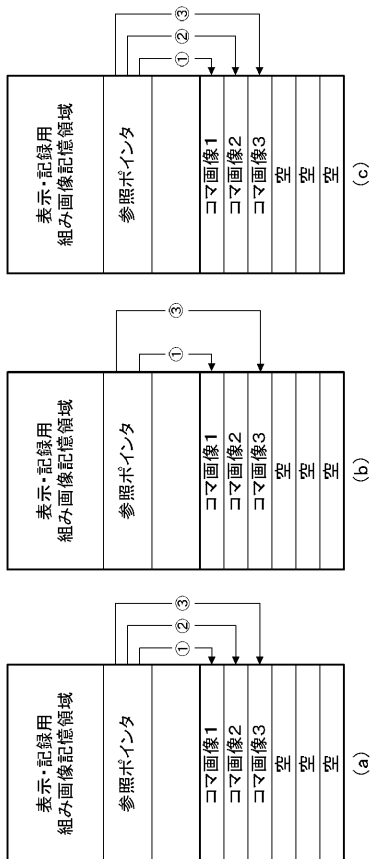 表示・記録用
組み画像記憶領域
参照ポインタ
コマ画像1
コマ画像2
コマ画像3
空
空
空
①
②
③
(a)
表示・記録用
組み画像記憶領域
参照ポインタ
コマ画像1
コマ画像2
コマ画像3
空
空
空
①
③
(b)
表示・記録用
組み画像記憶領域
参照ポインタ
コマ画像1
コマ画像2
コマ画像3
空
空
空
①
②
③
(c)